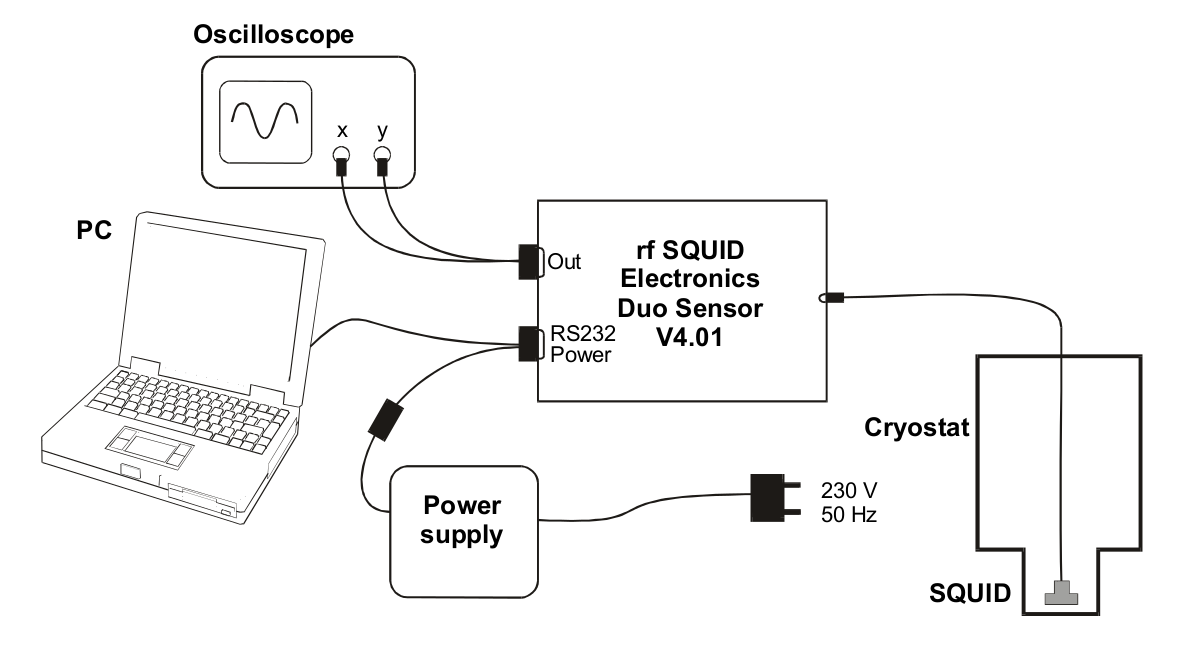 Oscilloscope
x y
PC
rf SQUID
Electronics
Duo Sensor
V4.01
Out
RS232
Power
Cryostat
Power
supply
230 V
50 Hz
SQUID